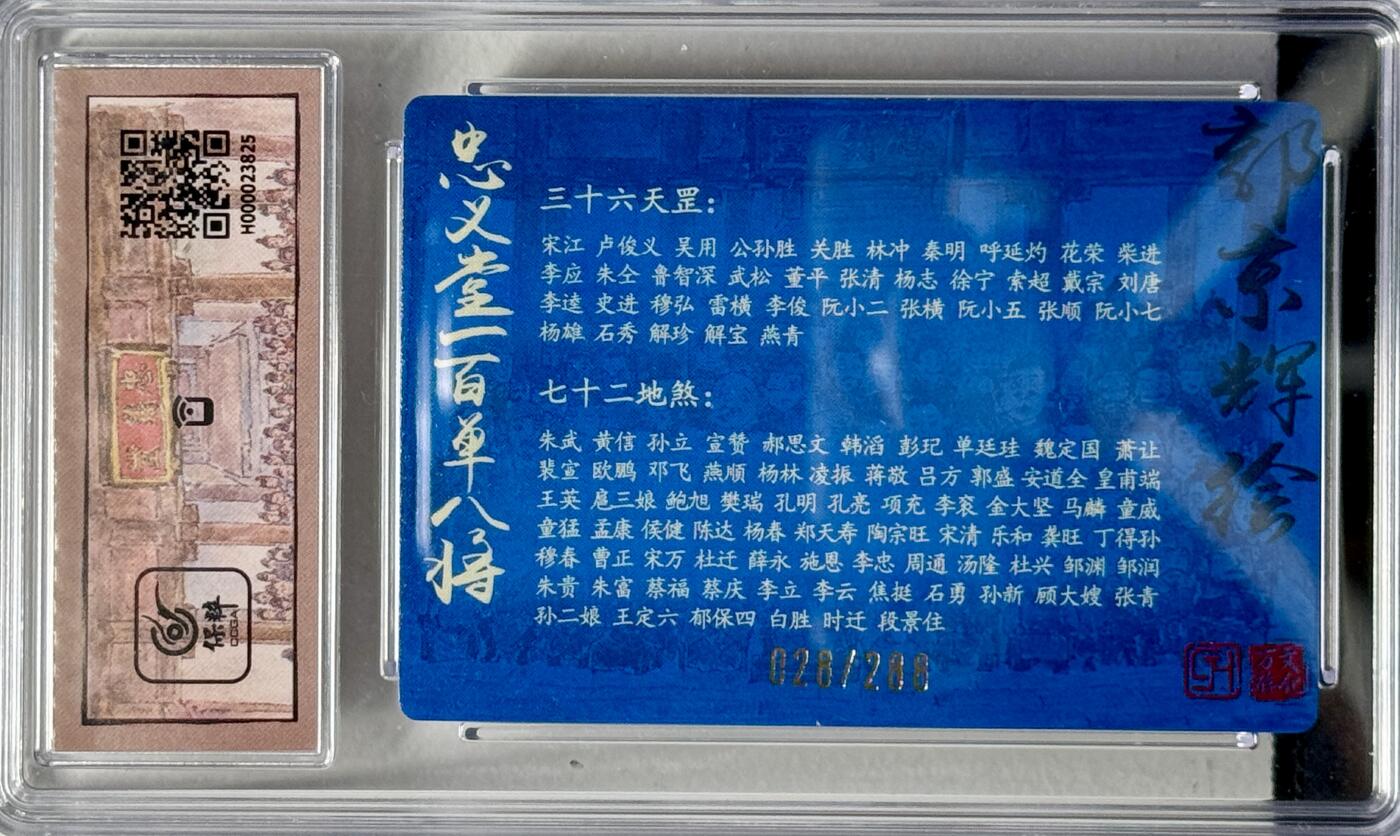 H000023825
忠义堂
保粹
CCGA
忠义堂一百单八将
三十六天罡：
宋江 卢俊义 吴用 公孙胜 关胜 林冲 秦明 呼延灼 花荣 柴进
李应 朱仝 鲁智深 武松 董平 张清 杨志 徐宁 索超 戴宗 刘唐
李逵 史进 穆弘 雷横 李俊 阮小二 张横 阮小五 张顺 阮小七
杨雄 石秀 解珍 解宝 燕青
七十二地煞：
朱武 黄信 孙立 宣赞 郝思文 韩滔 彭玘 单廷珪 魏定国 萧让
裴宣 欧鹏 邓飞 燕顺 杨林 凌振 蒋敬 吕方 郭盛 安道全 皇甫端
王英 扈三娘 鲍旭 樊瑞 孔明 孔亮 项充 李衮 金大坚 马麟 童威
童猛 孟康 侯健 陈达 杨春 郑天寿 陶宗旺 宋清 乐和 龚旺 丁得孙
穆春 曹正 宋万 杜迁 薛永 施恩 李忠 周通 汤隆 杜兴 邹渊 邹润
朱贵 朱富 蔡福 蔡庆 李立 李云 焦挺 石勇 孙新 顾大嫂 张青
孙二娘 王定六 郁保四 白胜 时迁 段景住
028/288
郭京辉绘